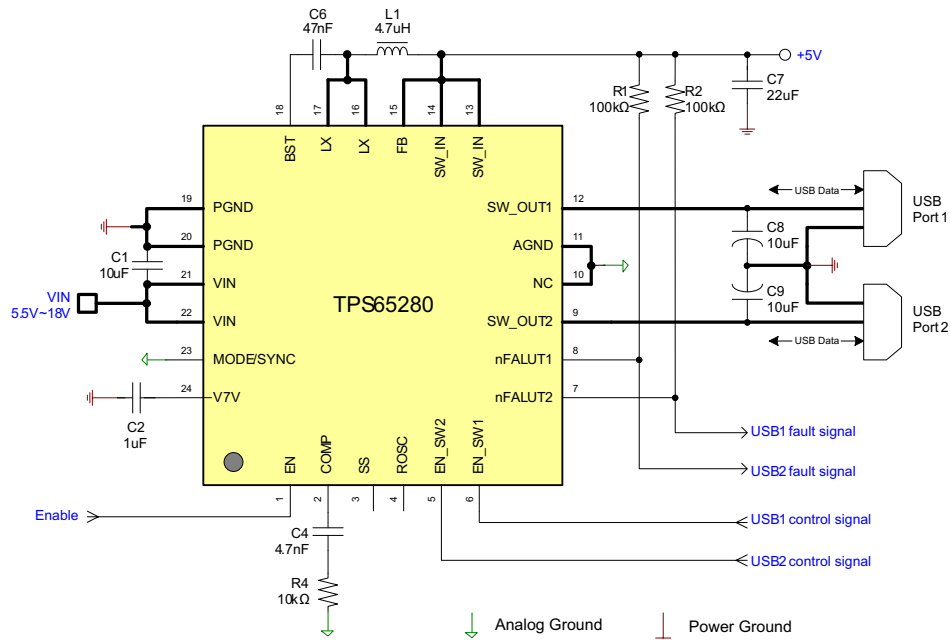 C6
47nF
L1
4.7uH
+5V
R1
100kΩ
R2
100kΩ
C7
22uF
18
17
16
15
14
13
BST
LX
LX
FB
SW_IN
SW_IN
19
PGND
20
PGND
C1
10uF
21
VIN
VIN
5.5V~18V
22
VIN
23
MODE/SYNC
24
V7V
C2
1uF
TPS65280
SW_OUT1
12
AGND
11
NC
10
SW_OUT2
9
nFALUT1
8
nFALUT2
7
USB Data
USB
Port 1
C8
10uF
C9
10uF
USB
Port 2
USB Data
EN
COMP
SS
ROSC
EN_SW2
EN_SW1
1
2
3
4
5
6
USB1 fault signal
USB2 fault signal
Enable
USB1 control signal
C4
4.7nF
USB2 control signal
R4
10kΩ
Analog Ground
Power Ground